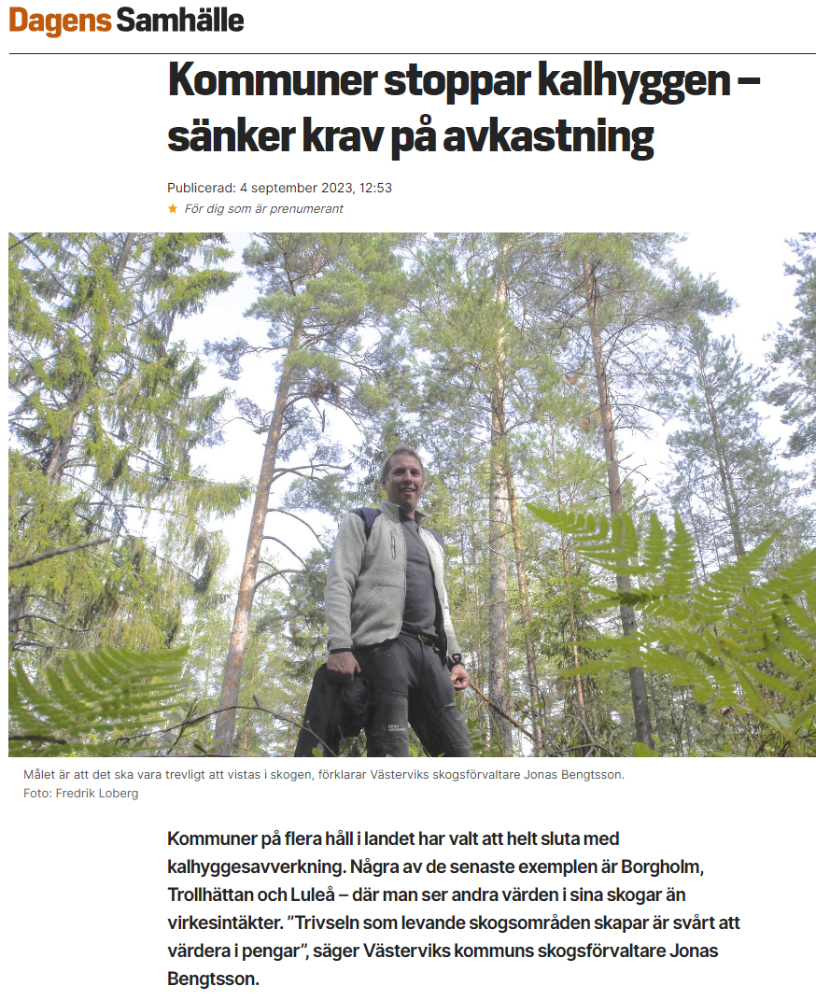 Dagens Samhälle
Kommuner stoppar kalhyggen –
sänker krav på avkastning
Publicerad: 4 september 2023, 12:53
För dig som är prenumerant
Målet är att det ska vara trevligt att vistas i skogen, förklarar Västerviks skogsförvaltare Jonas Bengtsson.
Foto: Fredrik Loberg
Kommuner på flera håll i landet har valt att helt sluta med
kalhyggesavverkning. Några av de senaste exemplen är Borgholm,
Trollhättan och Luleå – där man ser andra värden i sina skogar än
virkesintäkter. ”Trivseln som levande skogsområden skapar är svårt att
värdera i pengar”, säger Västerviks kommuns skogsförvaltare Jonas
Bengtsson.